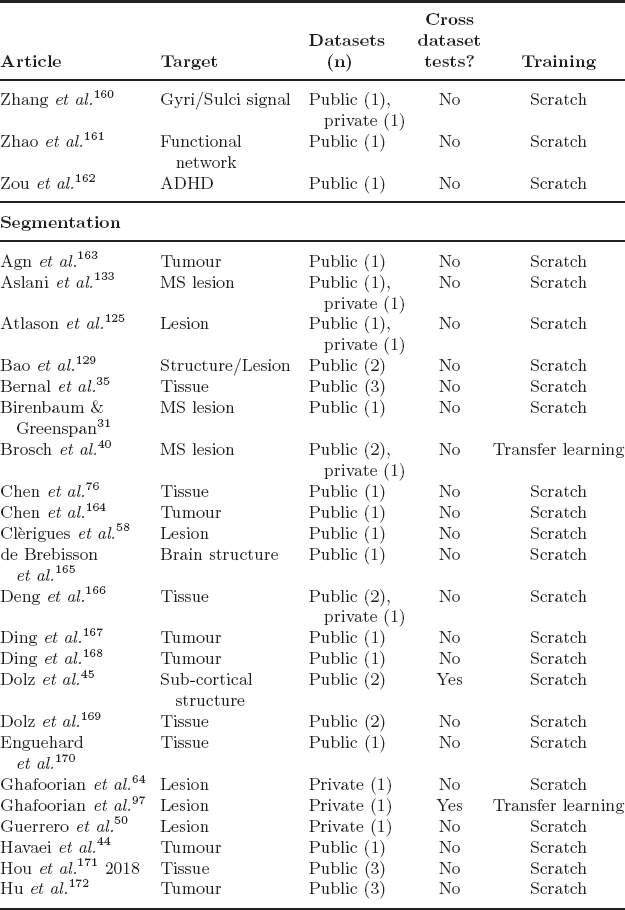 Cross
Datasets dataset
Article Target (n) tests? Training
Zhang et al.160 Gyri/Sulci signal Public (1), No Scratch
private (1)
Zhao et al.161 Functional Public (1) No Scratch
network
Zou et al.162 ADHD Public (1) No Scratch
Segmentation
Agn et al.163 Tumour Public (1) No Scratch
Aslani et al.133 MS lesion Public (1), No Scratch
private (1)
Atlason et al.125 Lesion Public (1), No Scratch
private (1)
Bao et al.129 Structure/Lesion Public (2) No Scratch
Bernal et al.35 Tissue Public (3) No Scratch
Birenbaum & MS lesion Public (1) No Scratch
Greenspan31
Brosch et al.40 MS lesion Public (2), No Transfer learning
private (1)
Chen et al.76 Tissue Public (1) No Scratch
Chen et al.164 Tumour Public (1) No Scratch
Clèrigues et al.58 Lesion Public (1) No Scratch
de Brebisson Brain structure Public (1) No Scratch
et al.165
Deng et al.166 Tissue Public (2), No Scratch
private (1)
Ding et al.167 Tumour Public (1) No Scratch
Ding et al.168 Tumour Public (1) No Scratch
Dolz et al.45 Sub-cortical Public (2) Yes Scratch
structure
Dolz et al.169 Tissue Public (2) No Scratch
Enguehard Tissue Public (1) No Scratch
et al.170
Ghafoorian et al.64 Lesion Private (1) No Scratch
Ghafoorian et al.97 Lesion Private (1) Yes Transfer learning
Guerrero et al.50 Lesion Private (1) No Scratch
Havaei et al.44 Tumour Public (1) No Scratch
Hou et al.171 2018 Tissue Public (3) No Scratch
Hu et al.172 Tumour Public (3) No Scratch